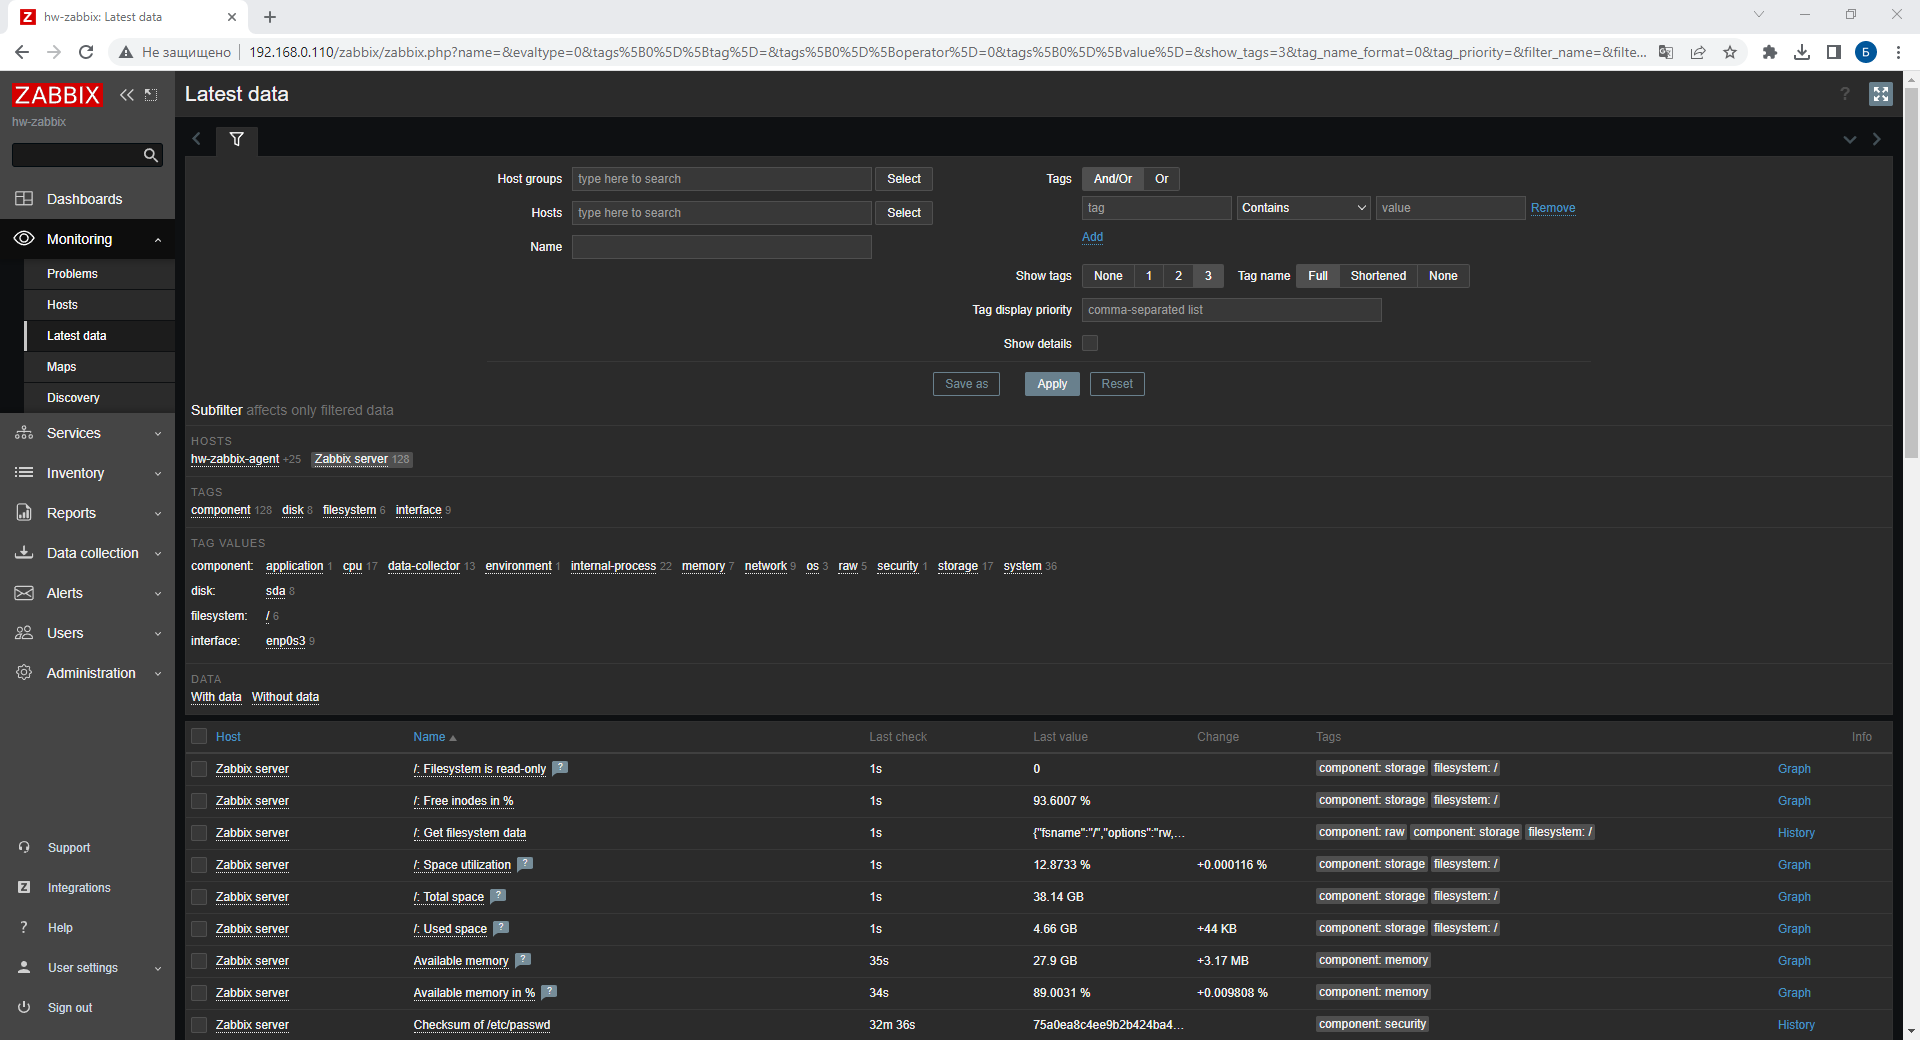 hw-zabbix: Latest data
Не защищено 192.168.0.110/zabbix/zabbix.php?name=&evaltype=0&tags%5B0%5D%5Btag%5D=&tags%5B0%5D%5Boperator%5D=0&tags%5B0%5D%5Bvalue%5D=&show_tags=3&tag_name_format=0&tag_priority=&filter_name=&filte... Б
ZABBIX
hw-zabbix
Dashboards
Monitoring
Problems
Hosts
Latest data
Maps
Discovery
Services
Inventory
Reports
Data collection
Alerts
Users
Administration
Support
Integrations
Help
User settings
Sign out
Latest data ?
Host groups type here to search Select
Hosts type here to search Select
Name
Tags And/Or Or
tag Contains value Remove
Add
Show tags None 1 2 3 Tag name Full Shortened None
Tag display priority comma-separated list
Show details
Save as Apply Reset
Subfilter affects only filtered data
HOSTS
hw-zabbix-agent +25 Zabbix server 128
TAGS
component 128 disk 8 filesystem 6 interface 9
TAG VALUES
component: application 1 cpu 17 data-collector 13 environment 1 internal-process 22 memory 7 network 9 os 3 raw 5 security 1 storage 17 system 36
disk: sda 8
filesystem: / 6
interface: enp0s3 9
DATA
With data Without data
Host Name Last check Last value Change Tags Info
Zabbix server /: Filesystem is read-only ? 1s 0 component: storage filesystem: / Graph
Zabbix server /: Free inodes in % 1s 93.6007 % component: storage filesystem: / Graph
Zabbix server /: Get filesystem data 1s {"fsname":"/","options":"rw,... component: raw component: storage filesystem: / History
Zabbix server /: Space utilization ? 1s 12.8733 % +0.000116 % component: storage filesystem: / Graph
Zabbix server /: Total space ? 1s 38.14 GB component: storage filesystem: / Graph
Zabbix server /: Used space ? 1s 4.66 GB +44 KB component: storage filesystem: / Graph
Zabbix server Available memory ? 35s 27.9 GB +3.17 MB component: memory Graph
Zabbix server Available memory in % ? 34s 89.0031 % +0.009808 % component: memory Graph
Zabbix server Checksum of /etc/passwd 32m 36s 75a0ea8c4ee9b2b424ba4... component: security History